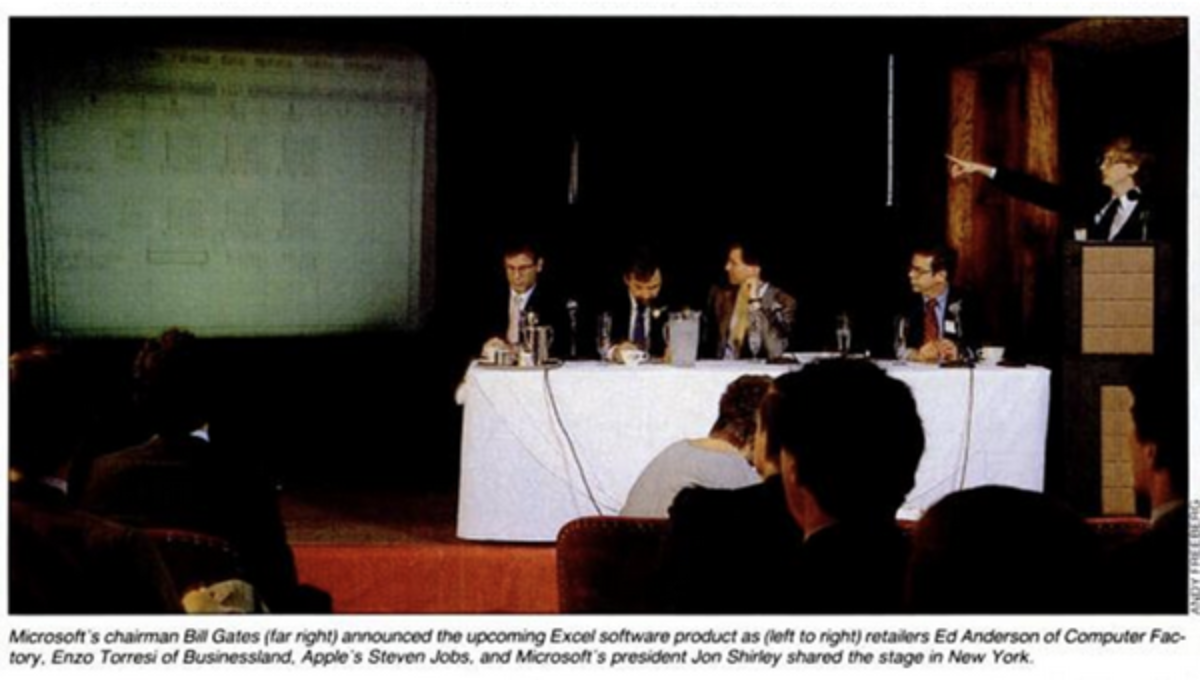 ANDY FREEBERG
Microsoft's chairman Bill Gates (far right) announced the upcoming Excel software product as (left to right) retailers Ed Anderson of Computer Fac-
tory, Enzo Torresi of Businessland, Apple's Steven Jobs, and Microsoft's president Jon Shirley shared the stage in New York.